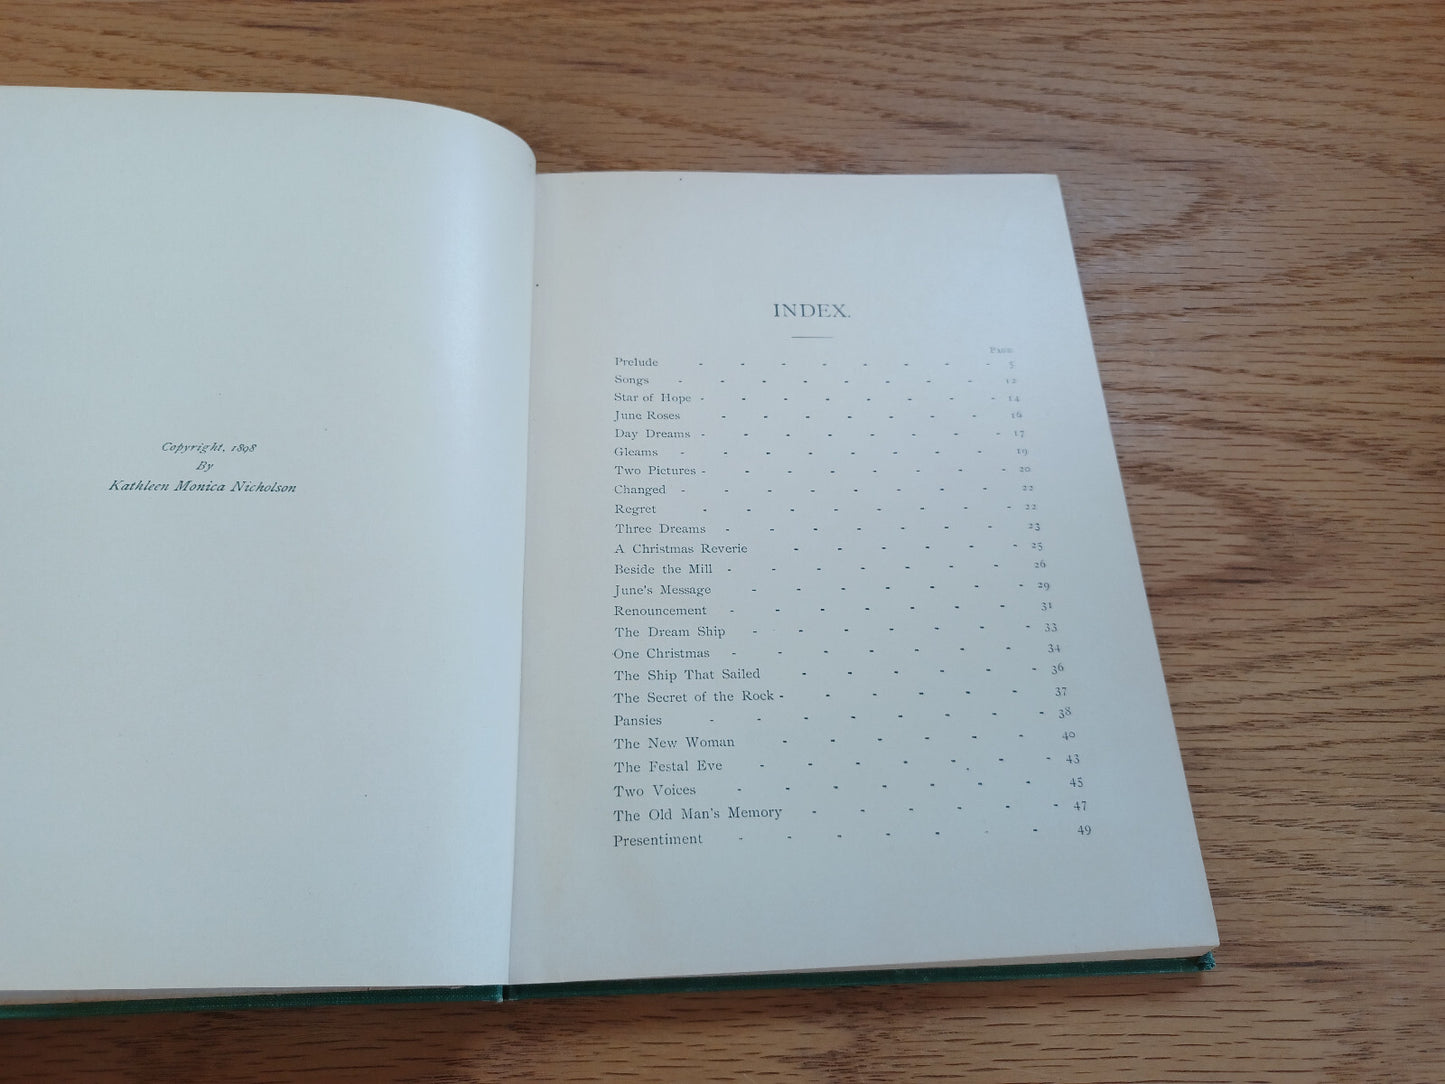 Copyright, 1898
By
Kathleen Monica Nicholson
INDEX.
PAGE
Prelude - - - - - - - - 5
Songs - - - - - - - - 12
Star of Hope - - - - - - - - 14
June Roses - - - - - - - 16
Day Dreams - - - - - - - - 17
Gleams - - - - - - - - 19
Two Pictures - - - - - - - - 20
Changed - - - - - - - - 22
Regret - - - - - - - - 22
Three Dreams - - - - - - - 23
A Christmas Reverie - - - - - - 25
Beside the Mill - - - - - - - 26
June's Message - - - - - - - 29
Renouncement - - - - - - - 31
The Dream Ship - - - - - - - 33
One Christmas - - - - - - - 34
The Ship That Sailed - - - - - - 36
The Secret of the Rock - - - - - - - 37
Pansies - - - - - - - - 38
The New Woman - - - - - - 40
The Festal Eve - - - - - - - 43
Two Voices - - - - - - - 45
The Old Man's Memory - - - - - - 47
Presentiment - - - - - - - 49